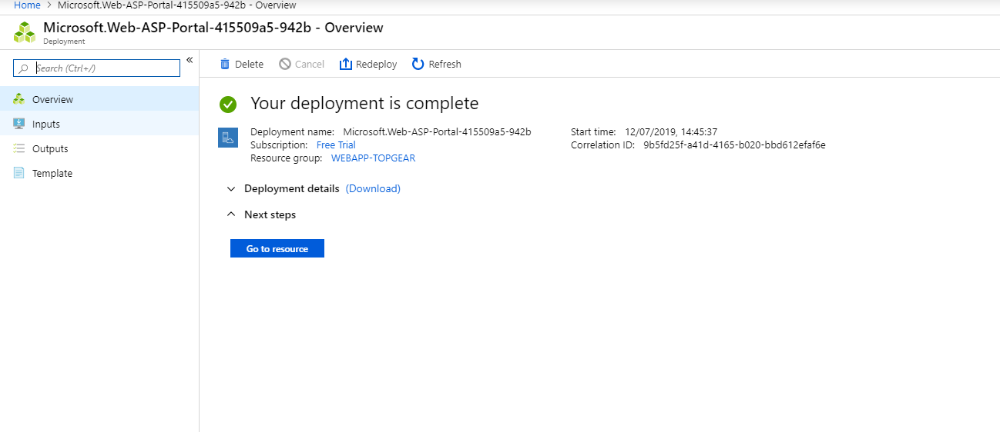 Home > Microsoft.Web-ASP-Portal-415509a5-942b - Overview
Microsoft.Web-ASP-Portal-415509a5-942b - Overview
Deployment
Search (Ctrl+/)
«
Overview
Inputs
Outputs
Template
Delete Cancel Redeploy Refresh
Your deployment is complete
Deployment name: Microsoft.Web-ASP-Portal-415509a5-942b
Subscription: Free Trial
Resource group: WEBAPP-TOPGEAR
Start time: 12/07/2019, 14:45:37
Correlation ID: 9b5fd25f-a41d-4165-b020-bbd612efaf6e
Deployment details (Download)
Next steps
Go to resource